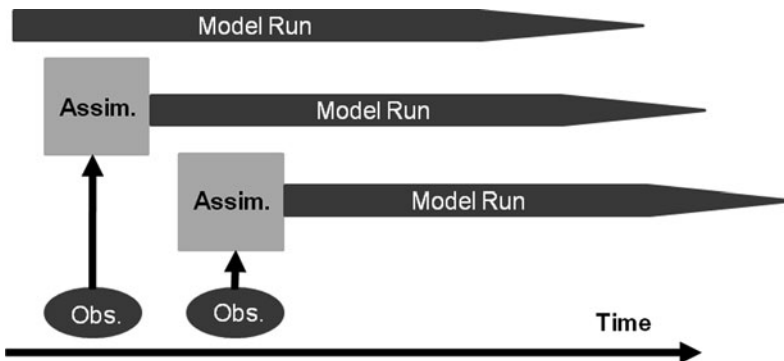 Model Run
Assim.
Model Run
Assim.
Model Run
Obs.
Obs.
Time